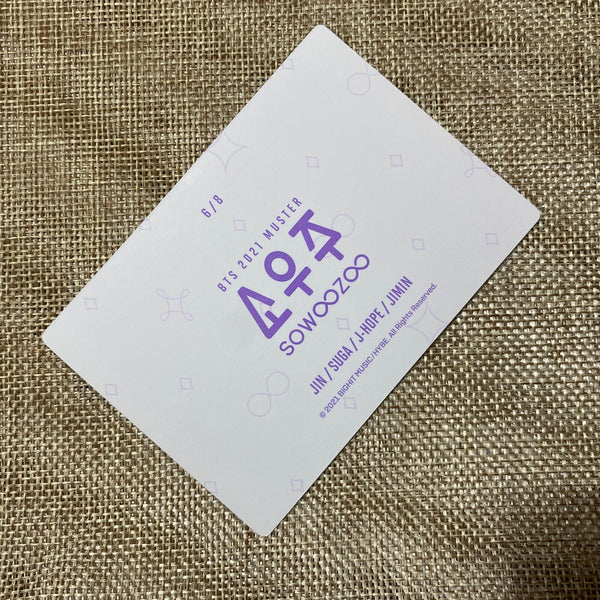 6/8
BTS 2021 MUSTER
소우주
SOWOOZOO
JIN / SUGA / J-HOPE / JIMIN
© 2021 BIGHIT MUSIC/HYBE. All Rights Reserved.